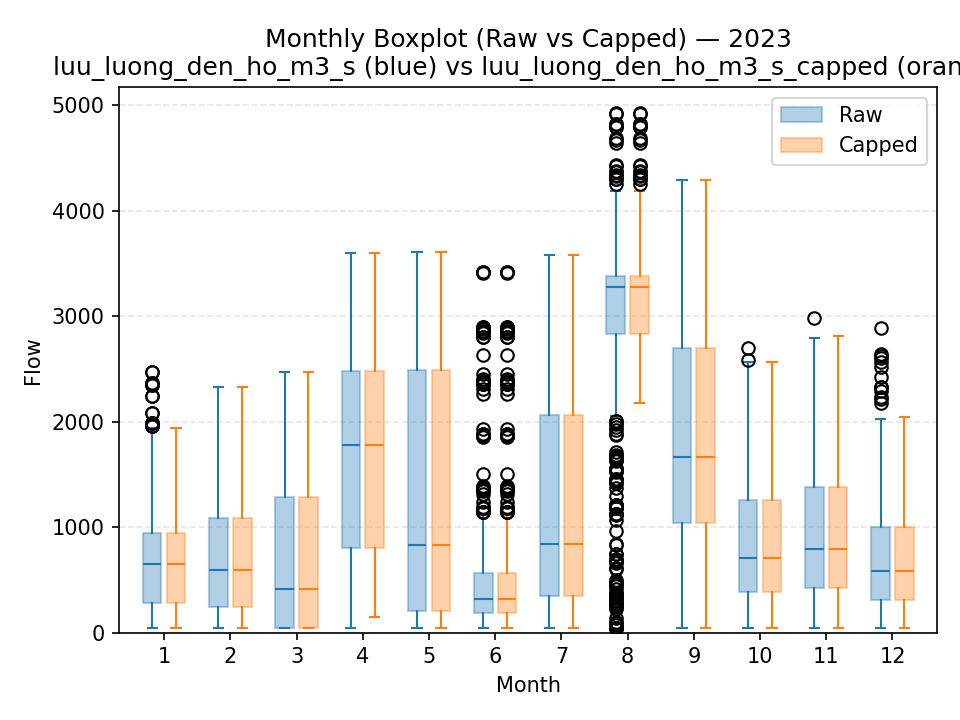 Monthly Boxplot (Raw vs Capped) — 2023
luu_luong_den_ho_m3_s (blue) vs luu_luong_den_ho_m3_s_capped (oran
Raw
Capped
5000
4000
3000
2000
1000
0
Flow
1 2 3 4 5 6 7 8 9 10 11 12
Month